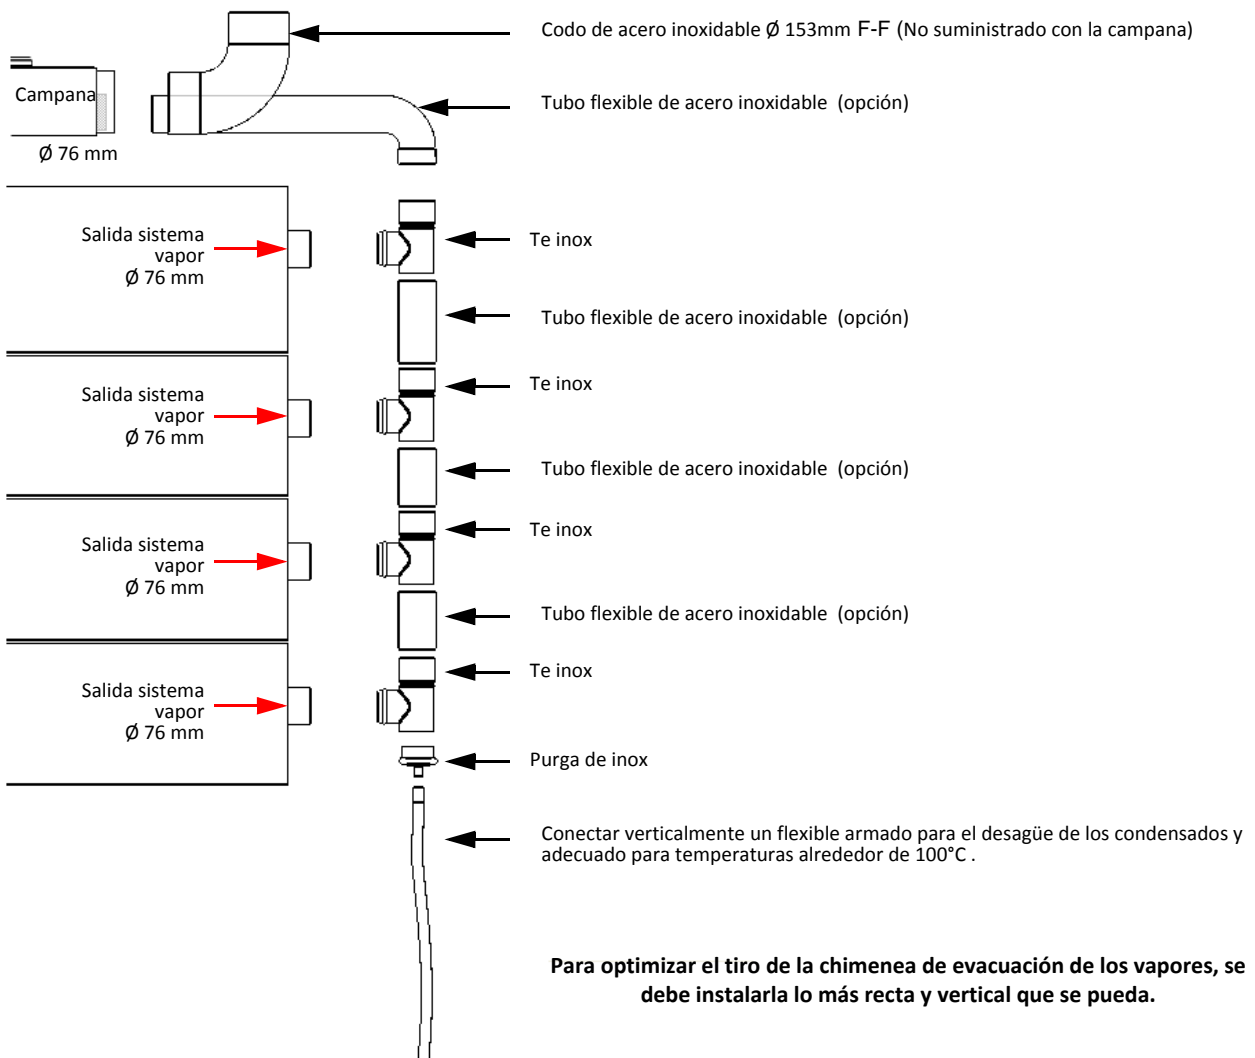 Codo de acero inoxidable Ø 153mm F-F (No suministrado con la campana)
Campana
Tubo flexible de acero inoxidable (opción)
Ø 76 mm
Salida sistema
vapor
Ø 76 mm
Te inox
Tubo flexible de acero inoxidable (opción)
Te inox
Salida sistema
vapor
Ø 76 mm
Tubo flexible de acero inoxidable (opción)
Te inox
Salida sistema
vapor
Ø 76 mm
Tubo flexible de acero inoxidable (opción)
Te inox
Salida sistema
vapor
Ø 76 mm
Purga de inox
Conectar verticalmente un flexible armado para el desagüe de los condensados y
adecuado para temperaturas alrededor de 100°C .
Para optimizar el tiro de la chimenea de evacuación de los vapores, se
debe instalarla lo más recta y vertical que se pueda.